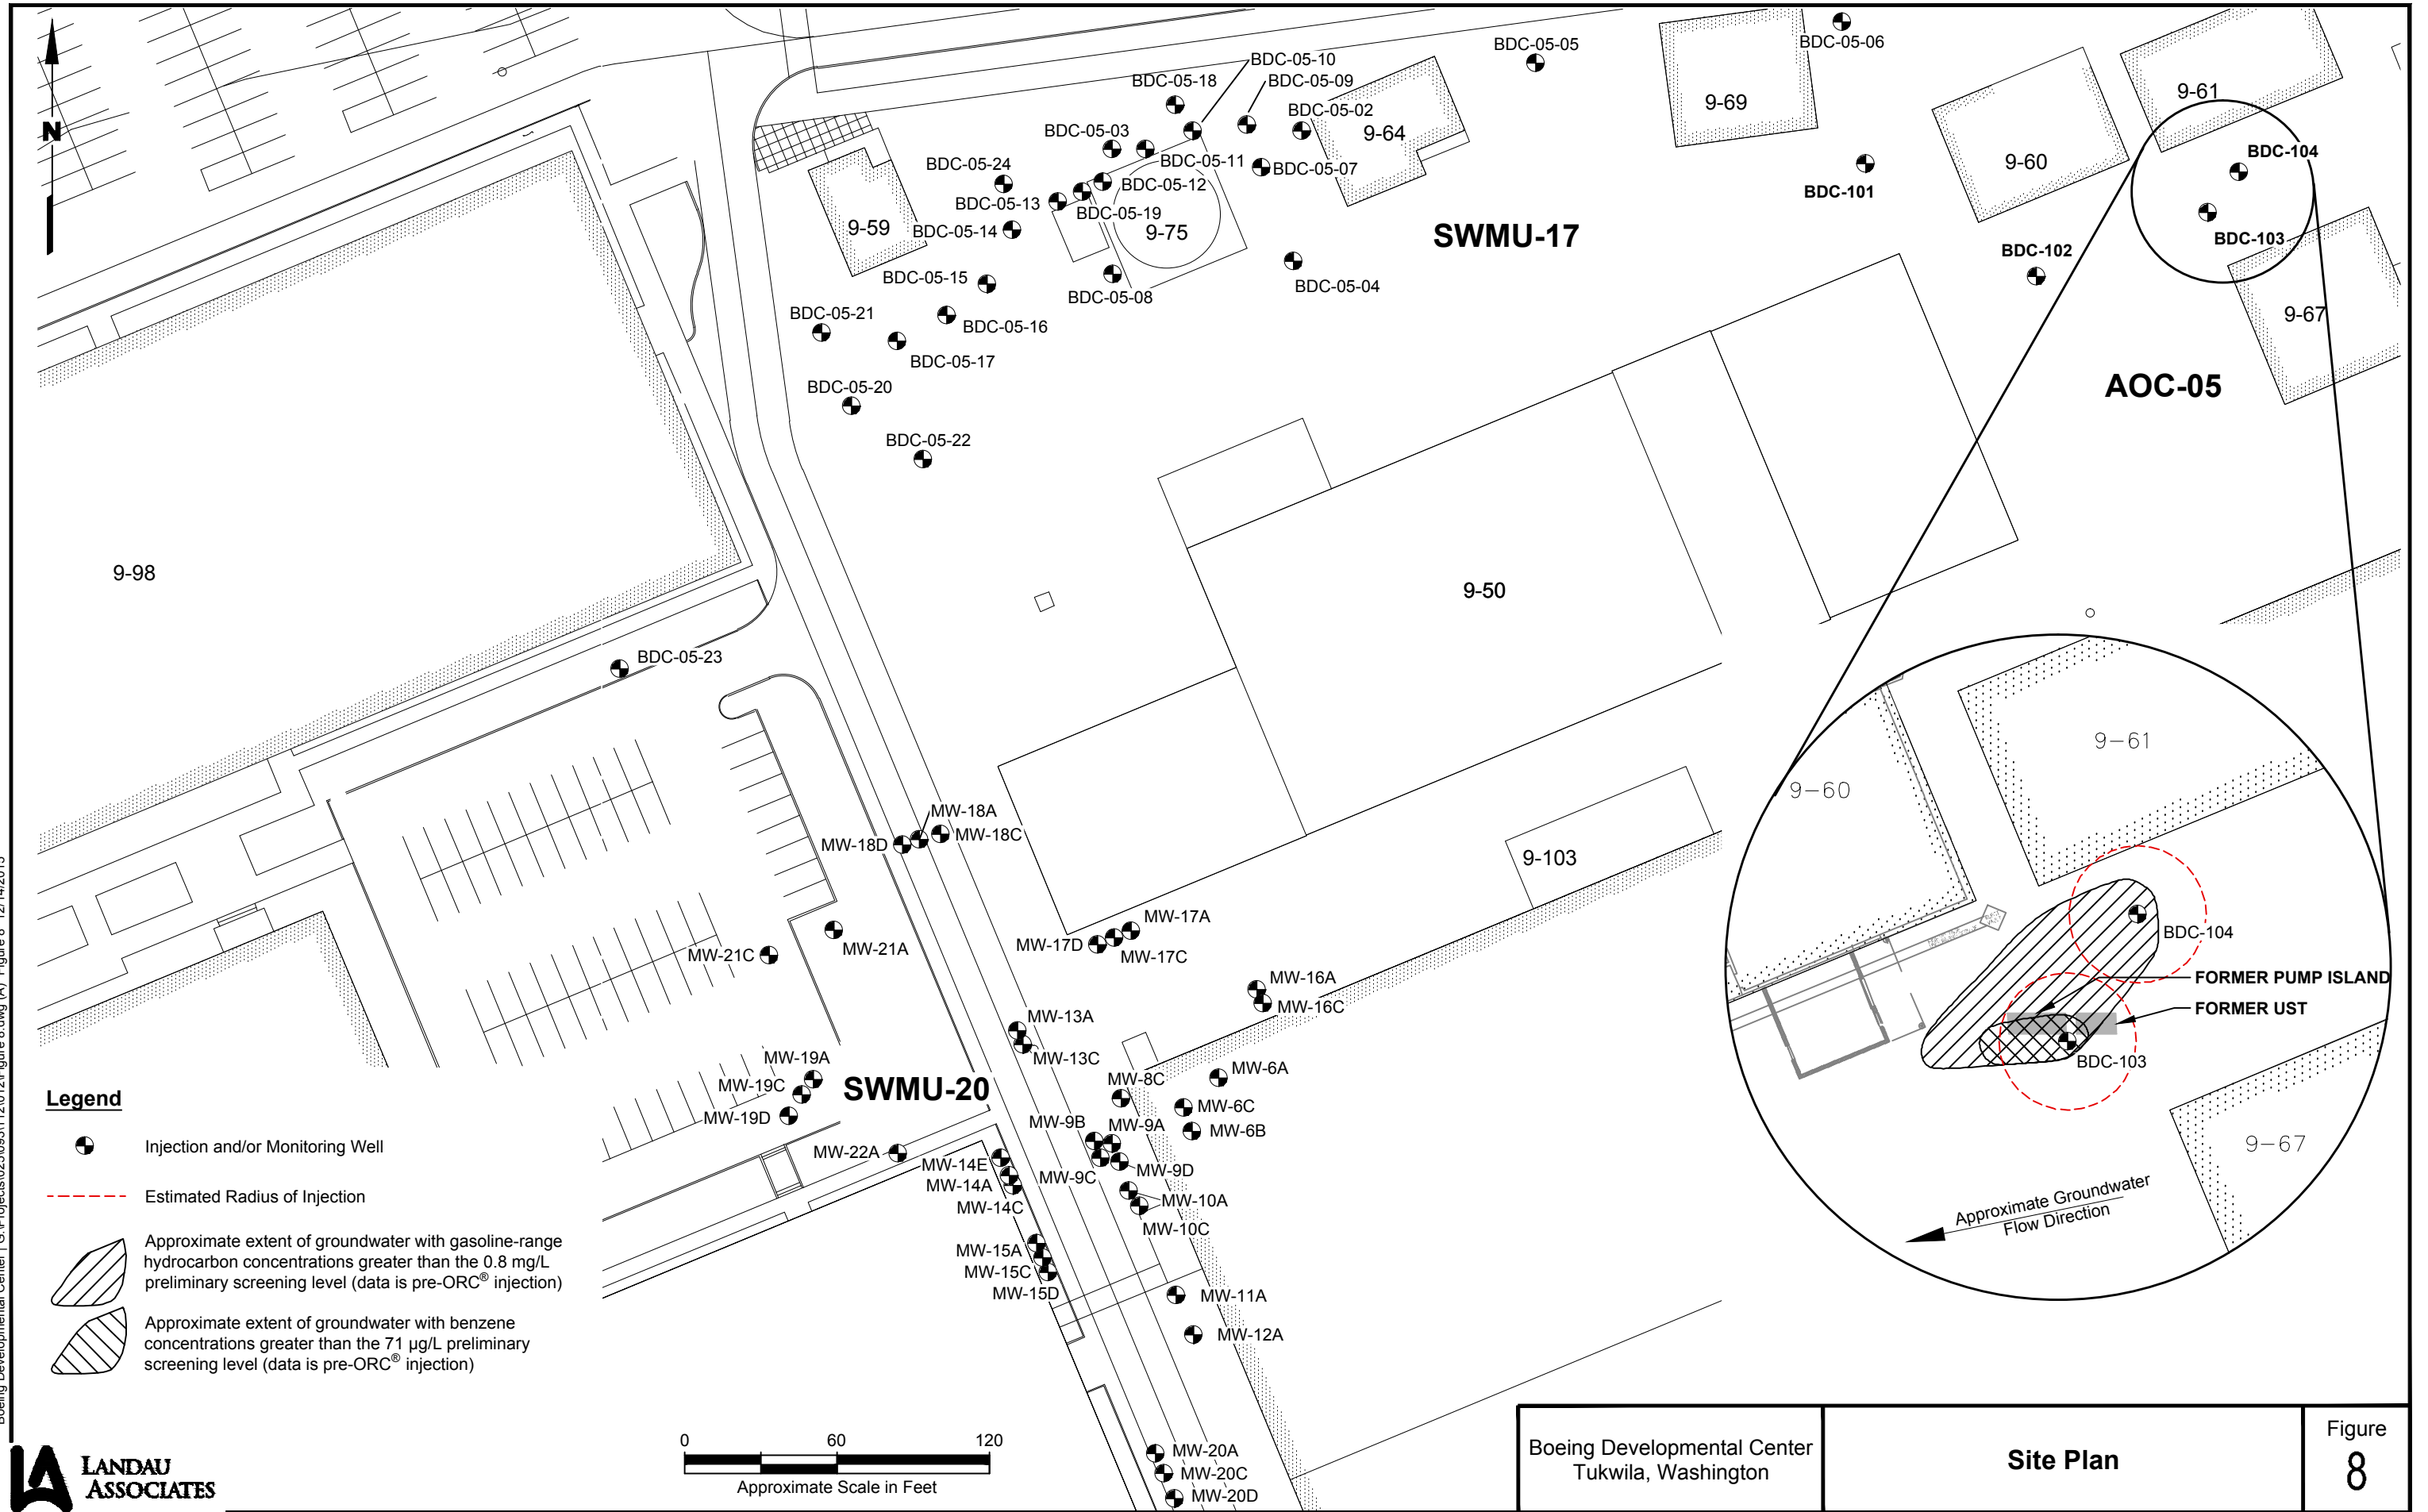 N
BDC-05-05
BDC-05-06
BDC-05-10
BDC-05-18
BDC-05-09
BDC-05-02
9-69
9-61
BDC-05-03
9-64
BDC-104
BDC-05-11
BDC-05-24
BDC-05-07
9-60
BDC-05-12
BDC-101
BDC-05-13
BDC-05-19
9-59
BDC-05-14
9-75
SWMU-17
BDC-103
BDC-102
BDC-05-15
BDC-05-04
BDC-05-08
BDC-05-21
BDC-05-16
9-67
BDC-05-17
BDC-05-20
AOC-05
BDC-05-22
9-98
9-50
BDC-05-23
9-61
9-60
MW-18A
MW-18C
MW-18D
9-103
MW-17A
BDC-104
MW-17D
MW-21A
MW-21C
MW-17C
FORMER PUMP ISLAND
MW-16A
FORMER UST
MW-16C
MW-13A
MW-13C
BDC-103
MW-19A
MW-6A
MW-8C
MW-19C
SWMU-20
MW-6C
MW-19D
MW-9B
MW-9A
MW-6B
9-67
MW-22A
MW-14E
MW-9D
MW-9C
MW-14A
MW-10A
MW-14C
MW-10C
Approximate Groundwater
Flow Direction
MW-15A
MW-15C
MW-15D
MW-11A
MW-12A
MW-20A
MW-20C
MW-20D
Legend
Injection and/or Monitoring Well
Estimated Radius of Injection
Approximate extent of groundwater with gasoline-range
hydrocarbon concentrations greater than the 0.8 mg/L
preliminary screening level (data is pre-ORC® injection)
Approximate extent of groundwater with benzene
concentrations greater than the 71 µg/L preliminary
screening level (data is pre-ORC® injection)
0 60 120
Approximate Scale in Feet
LANDAU
ASSOCIATES
Boeing Developmental Center
Tukwila, Washington
Site Plan
Figure
8